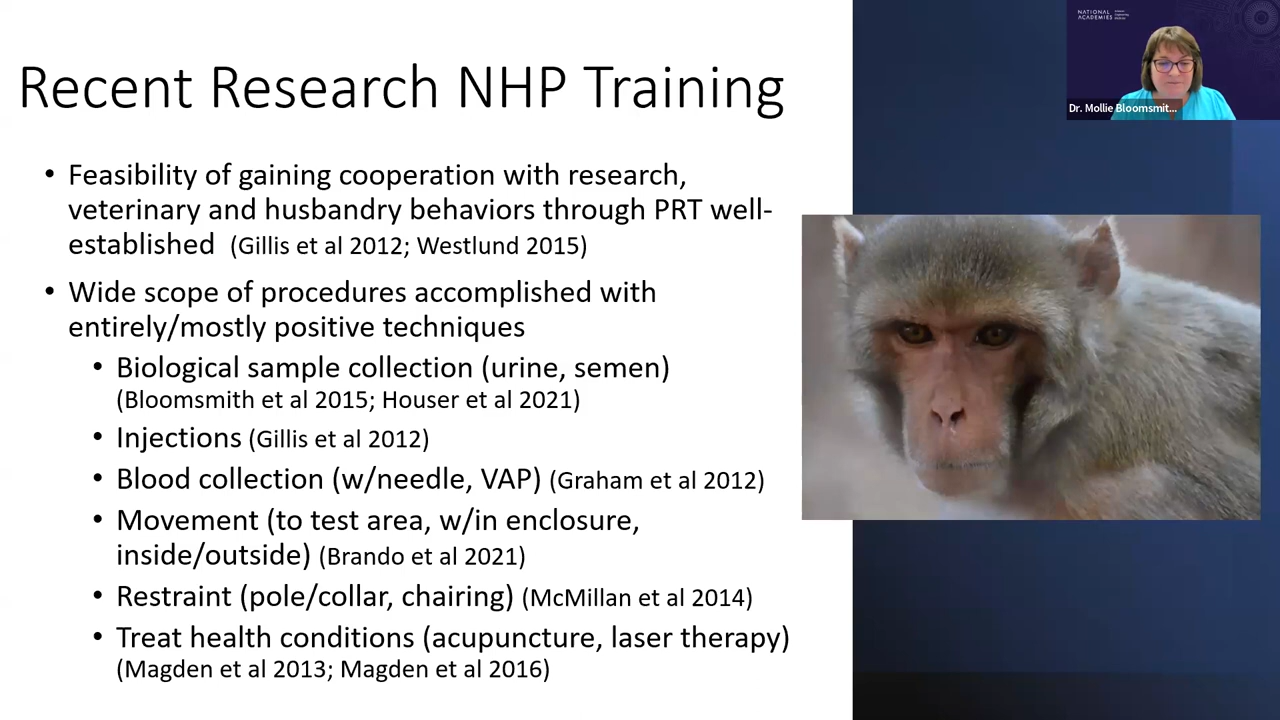 Recent Research NHP Training
• Feasibility of gaining cooperation with research,
veterinary and husbandry behaviors through PRT well-
established (Gillis et al 2012; Westlund 2015)
• Wide scope of procedures accomplished with
entirely/mostly positive techniques
• Biological sample collection (urine, semen)
(Bloomsmith et al 2015; Houser et al 2021)
• Injections (Gillis et al 2012)
• Blood collection (w/needle, VAP) (Graham et al 2012)
• Movement (to test area, w/in enclosure,
inside/outside) (Brando et al 2021)
• Restraint (pole/collar, chairing) (McMillan et al 2014)
• Treat health conditions (acupuncture, laser therapy)
(Magden et al 2013; Magden et al 2016)
NATIONAL
ACADEMIES
Dr. Mollie Bloomsmit...